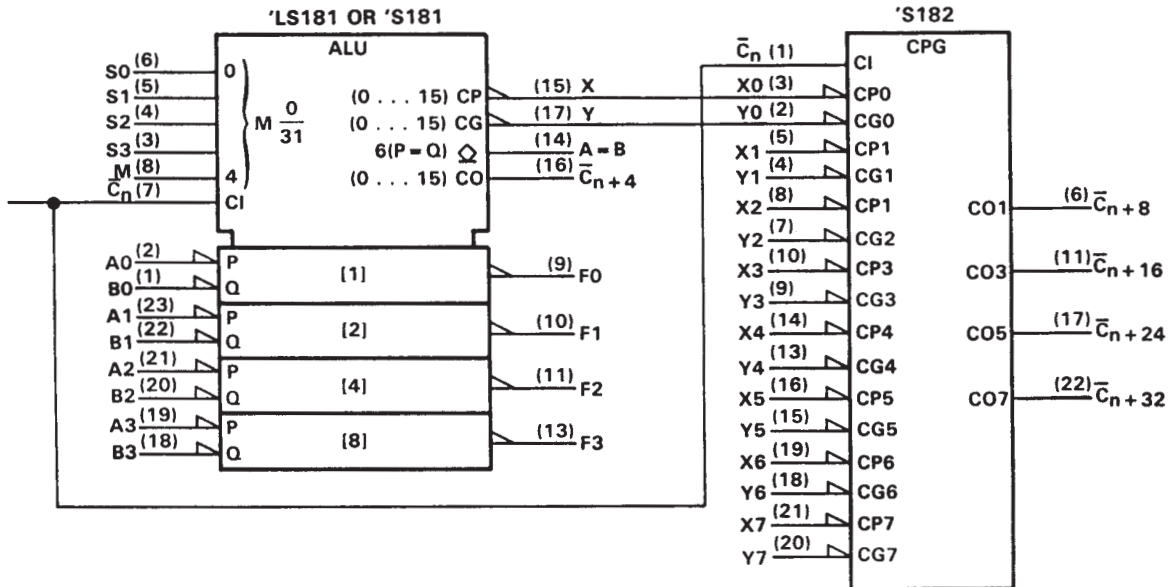 'LS181 OR 'S181
ALU
S0 (6) 0
S1 (5)
S2 (4)
S3 (3)
M (8) 4
C̅n (7) CI
M 0/31
(0 . . . 15) CP (15) X
(0 . . . 15) CG (17) Y
6(P = Q) (14) A = B
(0 . . . 15) CO (16) C̅n + 4
A0 (2) P
B0 (1) Q
[1] (9) F0
A1 (23) P
B1 (22) Q
[2] (10) F1
A2 (21) P
B2 (20) Q
[4] (11) F2
A3 (19) P
B3 (18) Q
[8] (13) F3
'S182
CPG
C̅n (1) CI
X0 (3) CP0
Y0 (2) CG0
X1 (5) CP1
Y1 (4) CG1
X2 (8) CP1
Y2 (7) CG2
X3 (10) CP3
Y3 (9) CG3
X4 (14) CP4
Y4 (13) CG4
X5 (16) CP5
Y5 (15) CG5
X6 (19) CP6
Y6 (18) CG6
X7 (21) CP7
Y7 (20) CG7
CO1 (6) C̅n + 8
CO3 (11) C̅n + 16
CO5 (17) C̅n + 24
CO7 (22) C̅n + 32